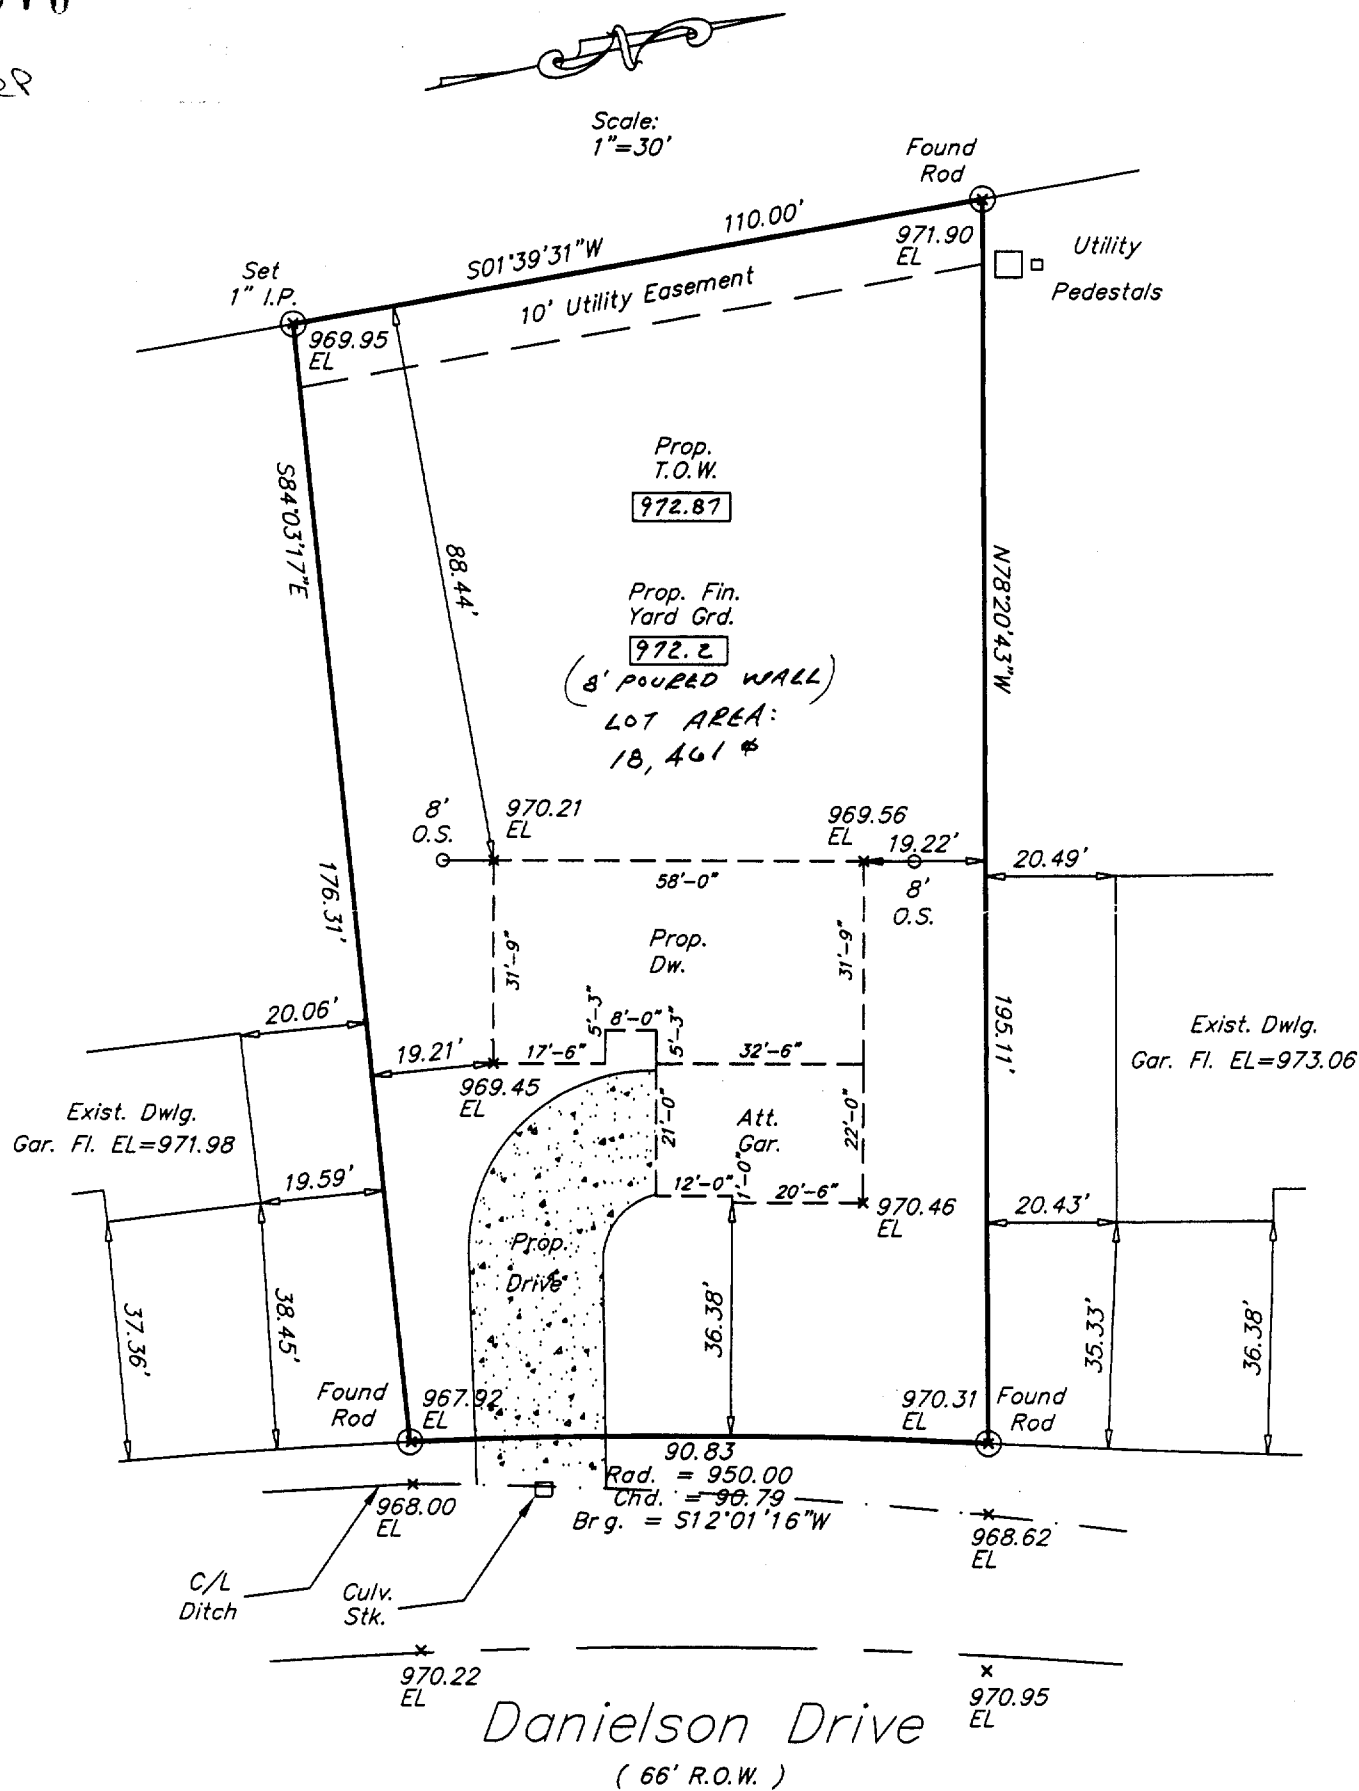 N
Scale:
1"=30'
Found
Rod
110.00'
971.90
EL
Utility
Pedestals
S01°39'31"W
Set
1" I.P.
10' Utility Easement
969.95
EL
Prop.
T.O.W.
972.87
S84°03'17"E
88.44'
N78°20'43"W
Prop. Fin.
Yard Grd.
972.2
(8' POURED WALL)
LOT AREA:
18,461
8'
O.S.
970.21
EL
969.56
EL
19.22'
20.49'
58'-0"
8'
O.S.
176.31'
31'-9"
Prop.
Dw.
31'-9"
195.11'
20.06'
5'-3"
8'-0"
5'-3"
Exist. Dwlg.
Gar. Fl. EL=973.06
19.21'
17'-6"
32'-6"
969.45
EL
Exist. Dwlg.
Gar. Fl. EL=971.98
21'-0"
Att.
Gar.
22'-0"
19.59'
12'-0"
1'-0"
20'-6"
970.46
EL
20.43'
Prop.
Drive
37.36'
38.45'
36.38'
35.33'
36.38'
Found
Rod
967.92
EL
970.31
EL
Found
Rod
90.83
Rad. = 950.00
Chd. = 90.79
Brg. = S12°01'16"W
968.00
EL
968.62
EL
C/L
Ditch
Culv.
Stk.
970.22
EL
970.95
EL
Danielson Drive
( 66' R.O.W. )